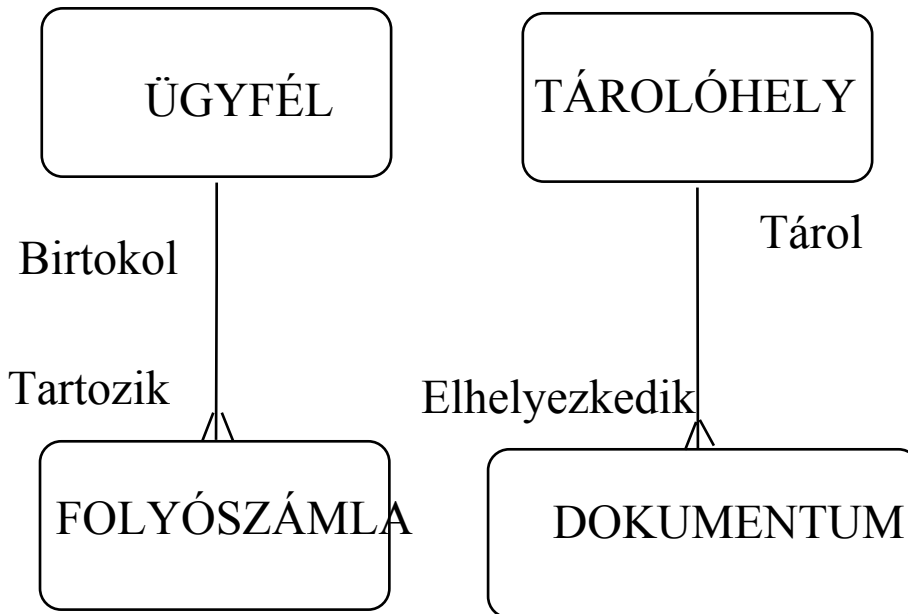 ÜGYFÉL
TÁROLÓHELY
Birtokol
Tárol
Tartozik
Elhelyezkedik
FOLYÓSZÁMLA
DOKUMENTUM